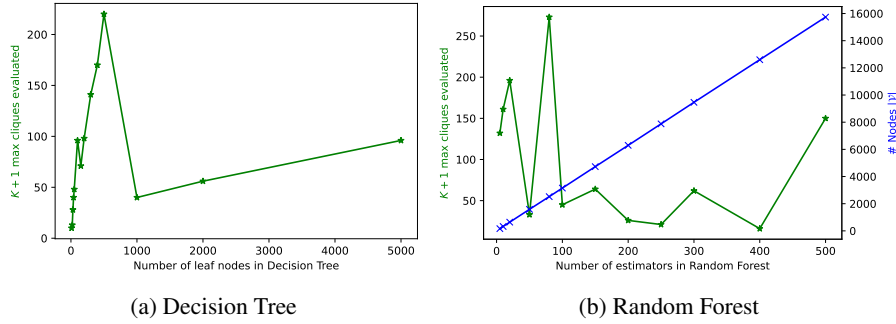 K + 1 max cliques evaluated
200
150
100
50
0
0 1000 2000 3000 4000 5000
Number of leaf nodes in Decision Tree
(a) Decision Tree
K + 1 max cliques evaluated
250
200
150
100
50
0 100 200 300 400 500
Number of estimators in Random Forest
16000
14000
12000
10000
8000
6000
4000
2000
0
# Nodes |𝒱|
(b) Random Forest